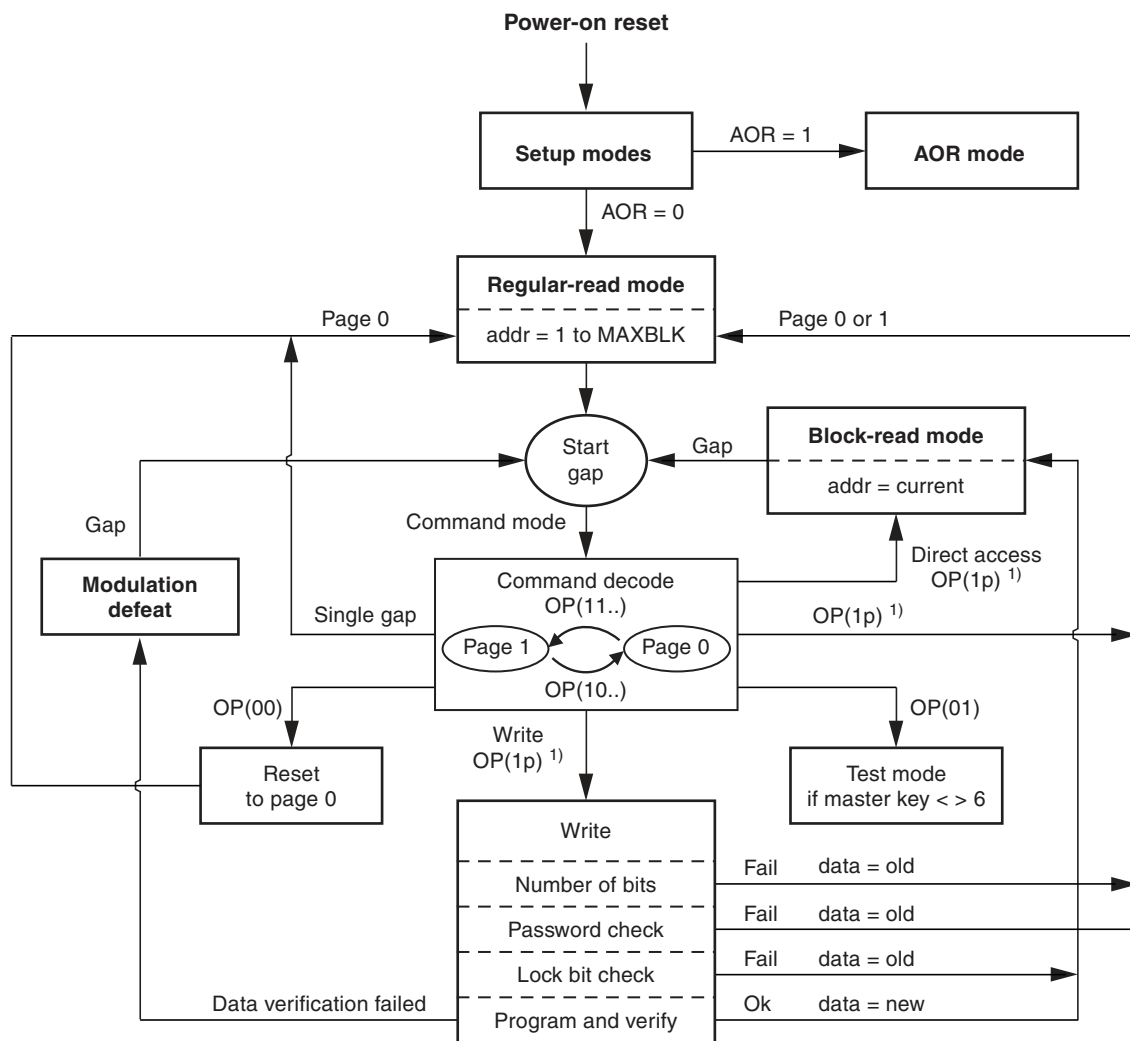 Power-on reset
Setup modes
AOR = 1
AOR mode
AOR = 0
Regular-read mode
Page 0
addr = 1 to MAXBLK
Page 0 or 1
Start
gap
Gap
Block-read mode
addr = current
Command mode
Gap
Modulation
defeat
Command decode
OP(11..)
Direct access
OP(1p) 1)
Single gap
Page 1
Page 0
OP(1p) 1)
OP(10..)
OP(00)
Write
OP(1p) 1)
OP(01)
Reset
to page 0
Test mode
if master key < > 6
Write
Number of bits
Fail data = old
Password check
Fail data = old
Lock bit check
Fail data = old
Data verification failed
Program and verify
Ok data = new